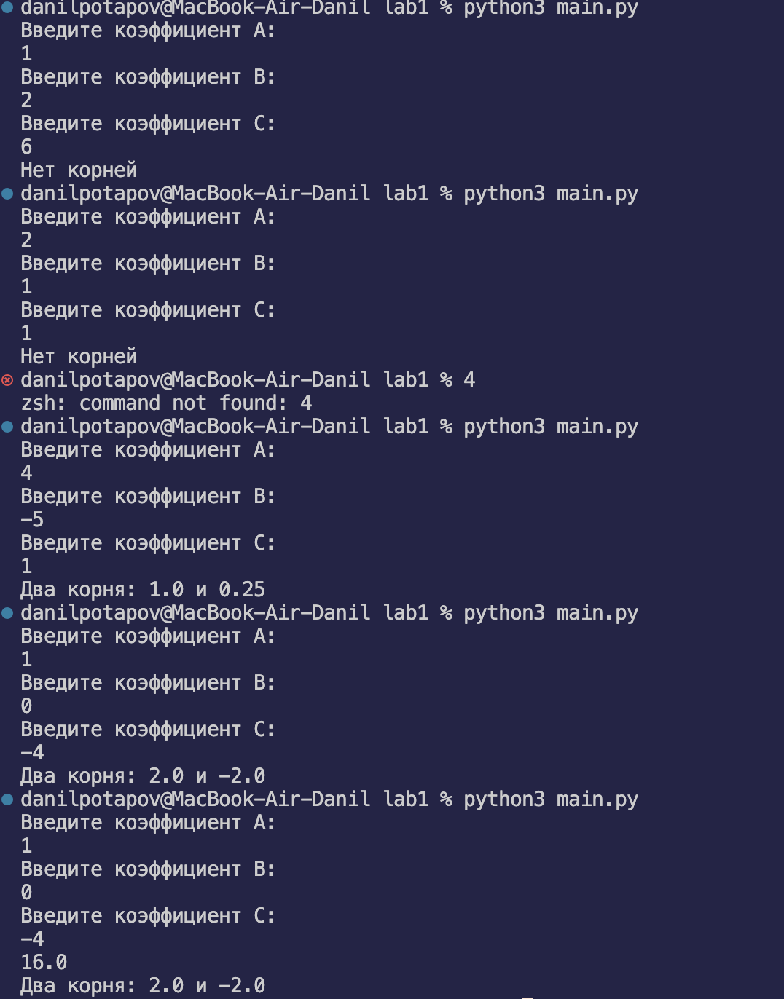 danilpotapov@MacBook-Air-Danil lab1 % python3 main.py
Введите коэффициент A:
1
Введите коэффициент B:
2
Введите коэффициент C:
6
Нет корней
danilpotapov@MacBook-Air-Danil lab1 % python3 main.py
Введите коэффициент A:
2
Введите коэффициент B:
1
Введите коэффициент C:
1
Нет корней
danilpotapov@MacBook-Air-Danil lab1 % 4
zsh: command not found: 4
danilpotapov@MacBook-Air-Danil lab1 % python3 main.py
Введите коэффициент A:
4
Введите коэффициент B:
-5
Введите коэффициент C:
1
Два корня: 1.0 и 0.25
danilpotapov@MacBook-Air-Danil lab1 % python3 main.py
Введите коэффициент A:
1
Введите коэффициент B:
0
Введите коэффициент C:
-4
Два корня: 2.0 и -2.0
danilpotapov@MacBook-Air-Danil lab1 % python3 main.py
Введите коэффициент A:
1
Введите коэффициент B:
0
Введите коэффициент C:
-4
16.0
Два корня: 2.0 и -2.0